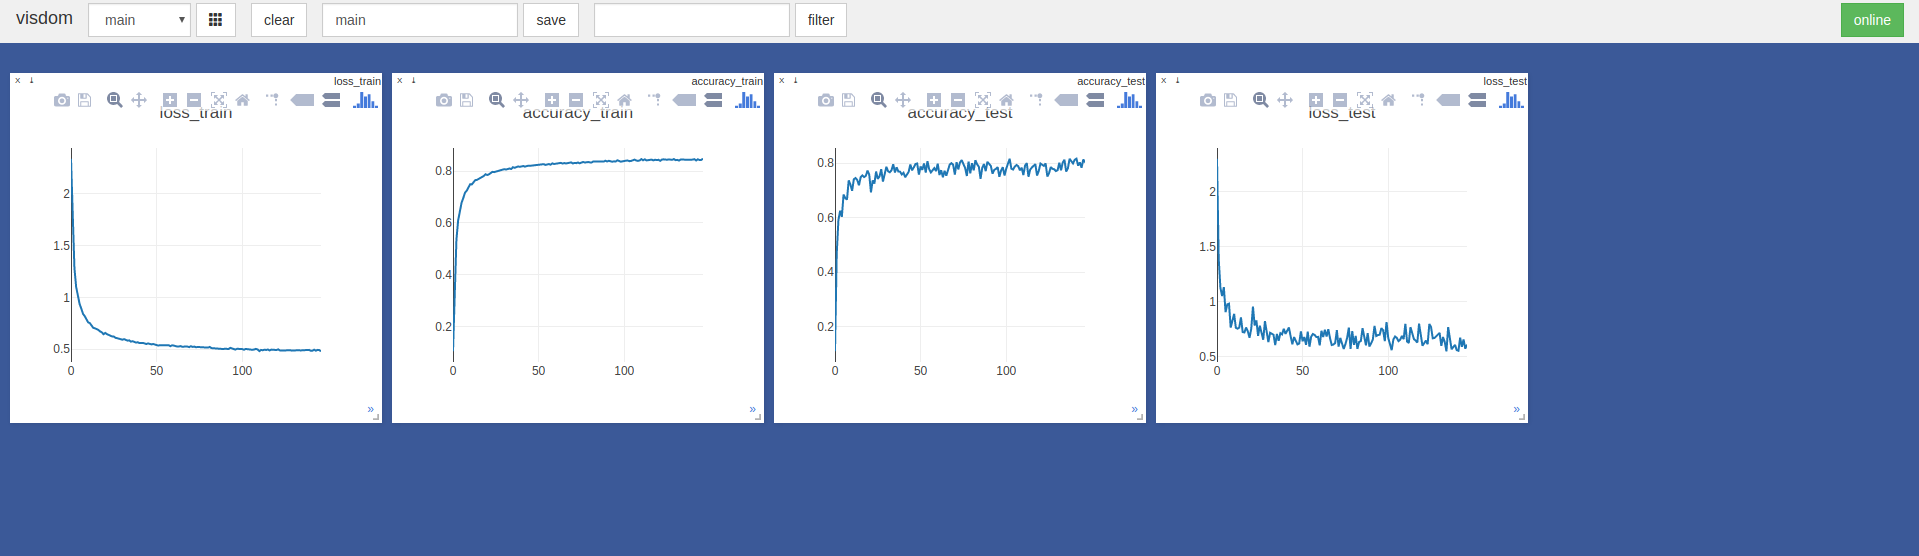 visdom main clear main save filter online
X ↓ loss_train
loss_train
2
1.5
1
0.5
0 50 100
»
X ↓ accuracy_train
accuracy_train
0.8
0.6
0.4
0.2
0 50 100
»
X ↓ accuracy_test
accuracy_test
0.8
0.6
0.4
0.2
0 50 100
»
X ↓ loss_test
loss_test
2
1.5
1
0.5
0 50 100
»